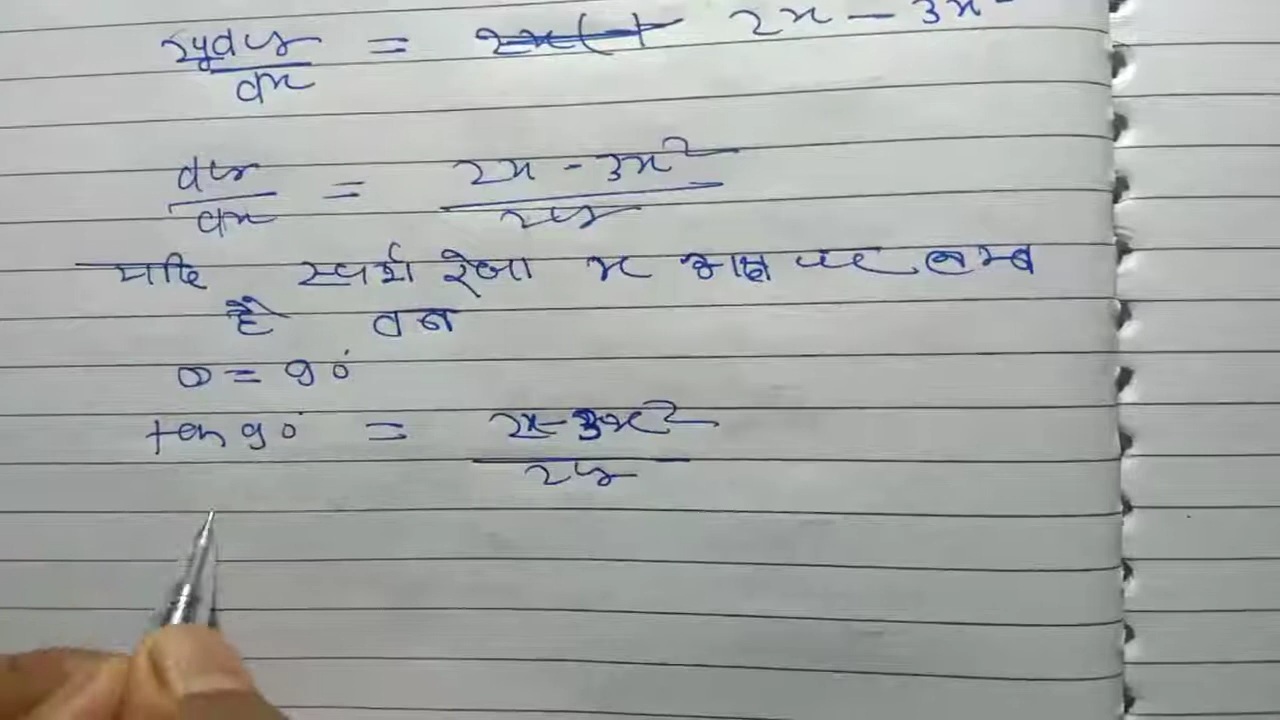 2y dy/dx = 2x - 3x²
dy/dx = 2x - 3x² / 2y
यदि स्पर्श रेखा x अक्ष पर लम्ब
है तब
θ = 90°
tan 90° = 2x - 3x² / 2y